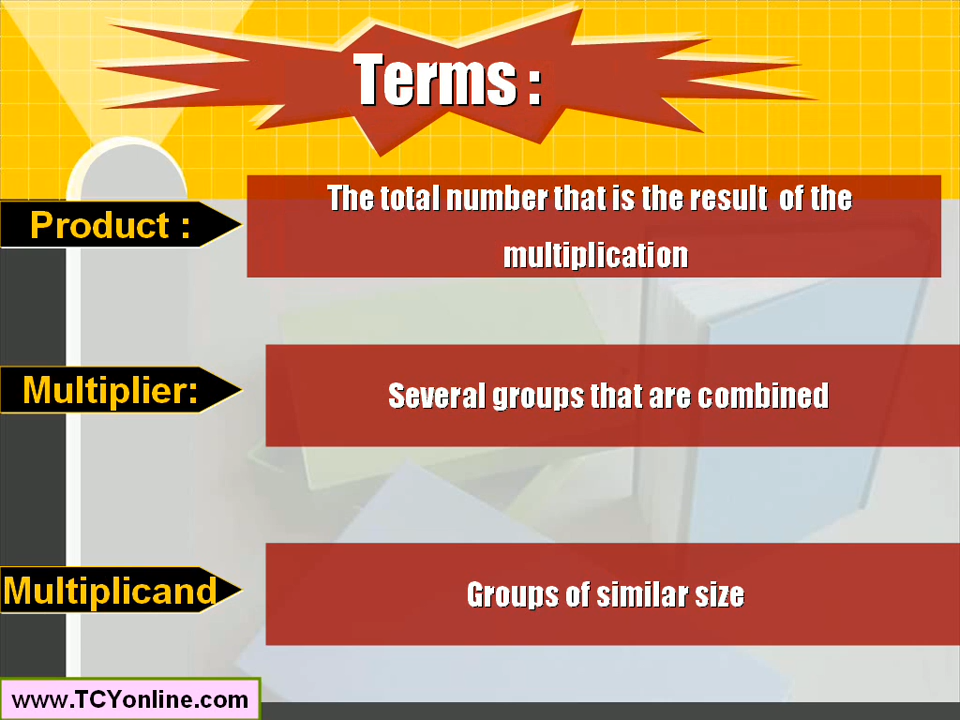 Terms :
Product :
The total number that is the result of the
multiplication
Multiplier:
Several groups that are combined
Multiplicand
Groups of similar size
www.TCYonline.com